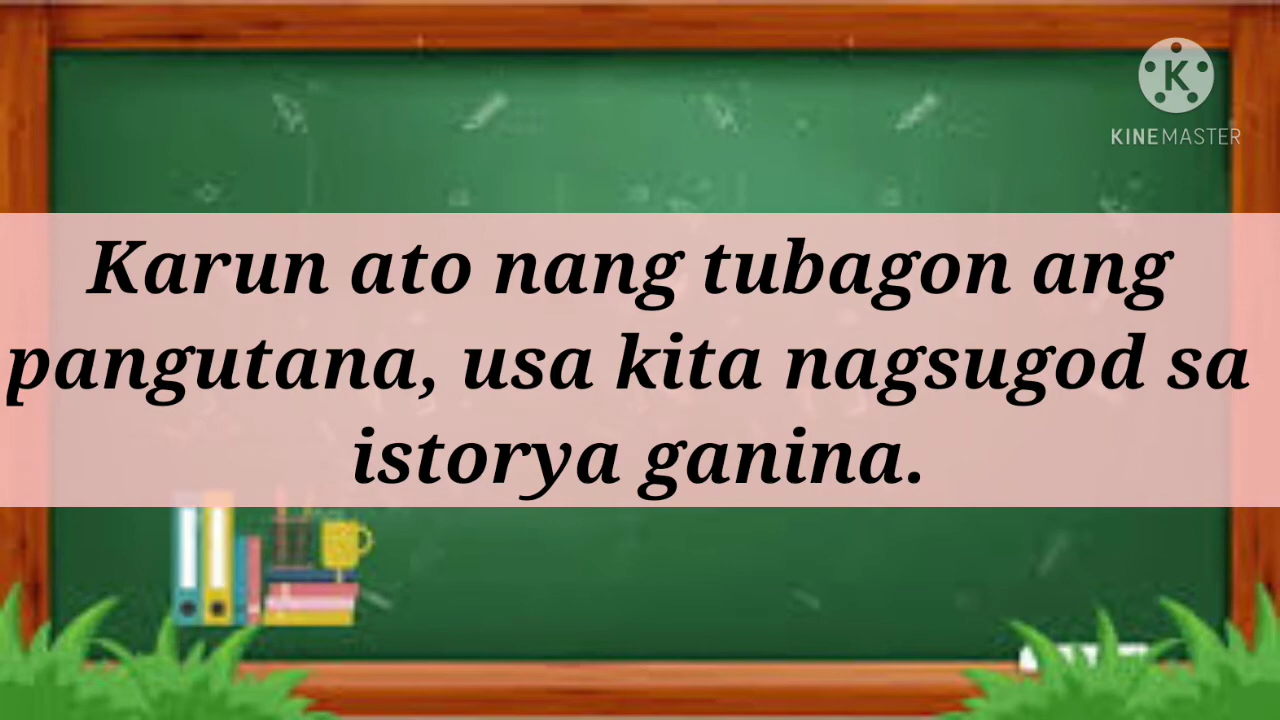 K
KINEMASTER
Karun ato nang tubagon ang
pangutana, usa kita nagsugod sa
istorya ganina.